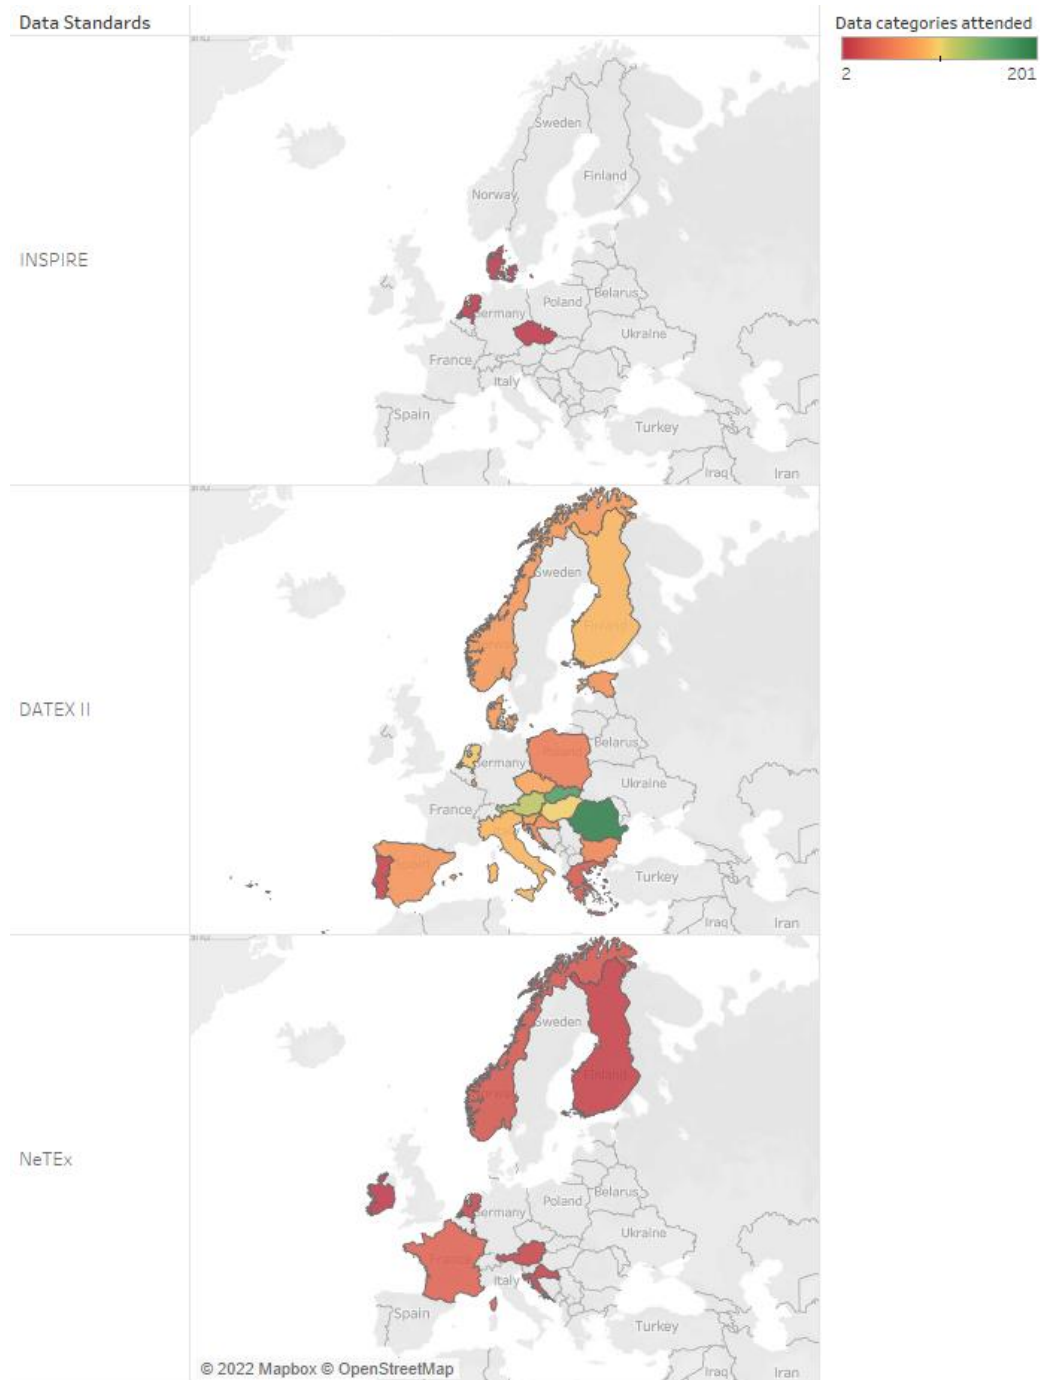 Data Standards
Data categories attended
2 201
INSPIRE
Sweden
Finland
Norway
Belarus
Poland
Germany
Ukraine
France
Italy
Spain
Turkey
Iraq
Iran
DATEX II
Sweden
Belarus
Germany
Ukraine
France
Turkey
Iraq
Iran
NeTEx
Sweden
Belarus
Poland
Germany
Ukraine
Italy
Spain
Turkey
Iraq
Iran
© 2022 Mapbox © OpenStreetMap